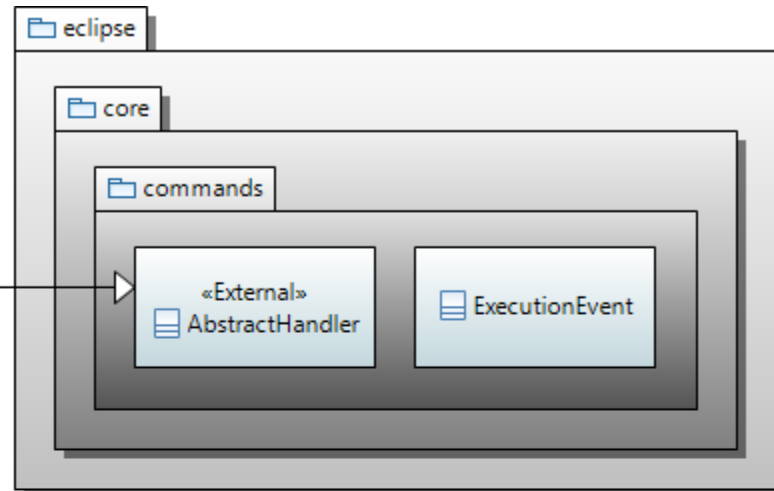 eclipse
core
commands
«External»
AbstractHandler
ExecutionEvent